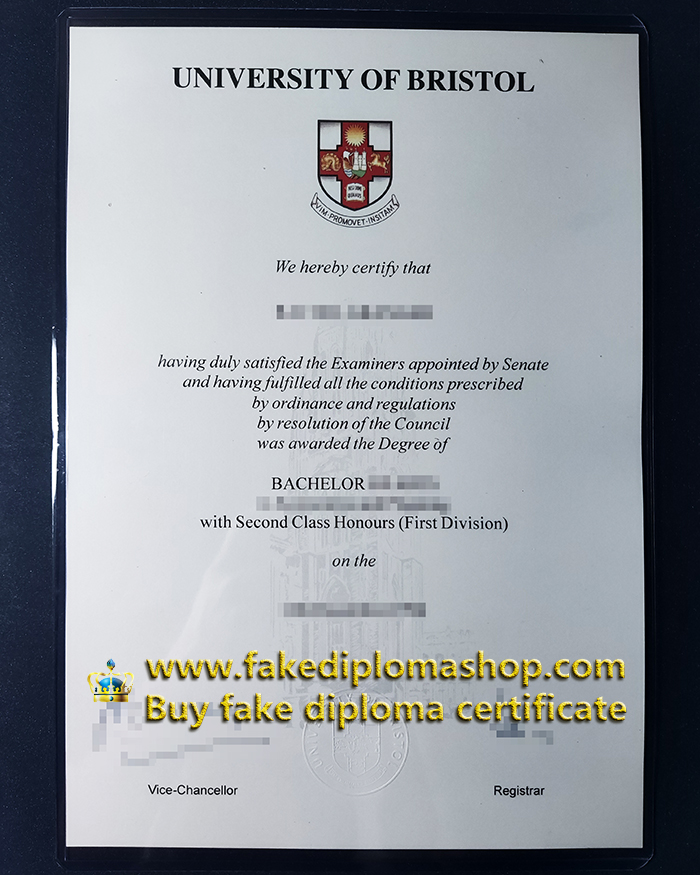 UNIVERSITY OF BRISTOL
VIM PROMOVET INSITAM
We hereby certify that
having duly satisfied the Examiners appointed by Senate
and having fulfilled all the conditions prescribed
by ordinance and regulations
by resolution of the Council
was awarded the Degree of
BACHELOR
with Second Class Honours (First Division)
on the
www.fakediplomashop.com
Buy fake diploma certificate
Vice-Chancellor
Registrar